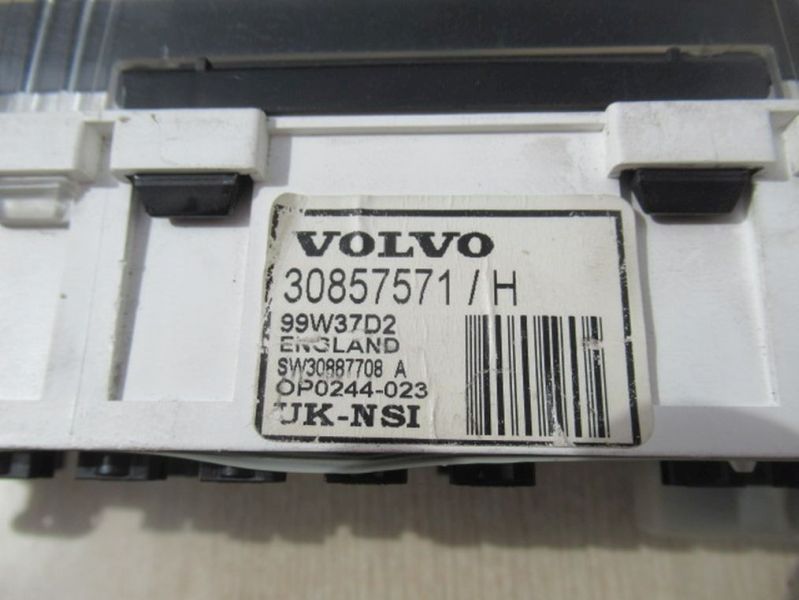 VOLVO
30857571 / H
99W37D2
ENGLAND
SW30887708 A
OP0244-023
UK-NSI